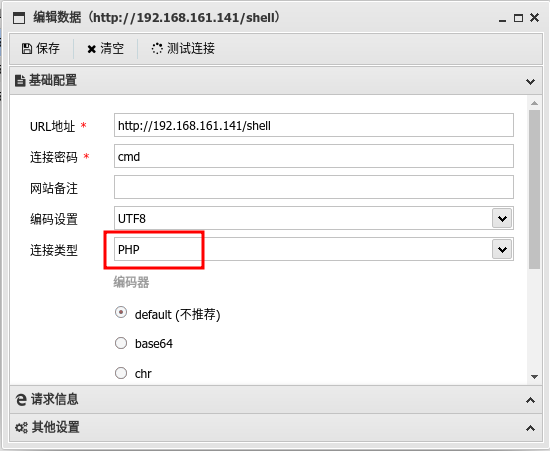 编辑数据（http://192.168.161.141/shell）
保存 清空 测试连接
基础配置
URL地址 * http://192.168.161.141/shell
连接密码 * cmd
网站备注
编码设置 UTF8
连接类型 PHP
编码器
default (不推荐)
base64
chr
请求信息
其他设置